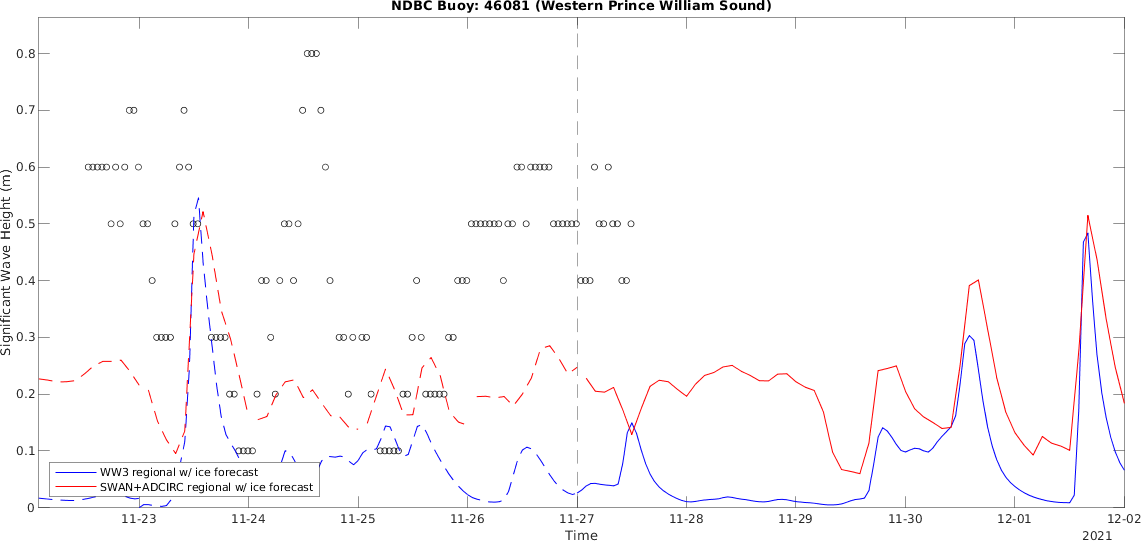 NDBC Buoy: 46081 (Western Prince William Sound)
Significant Wave Height (m)
0.8
0.7
0.6
0.5
0.4
0.3
0.2
0.1
0
WW3 regional w/ ice forecast
SWAN+ADCIRC regional w/ ice forecast
11-23 11-24 11-25 11-26 11-27 11-28 11-29 11-30 12-01 12-02
Time 2021